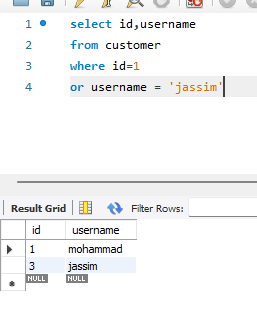 1 select id,username
2 from customer
3 where id=1
4 or username = 'jassim'
Result Grid Filter Rows:
id username
1 mohammad
3 jassim
NULL NULL